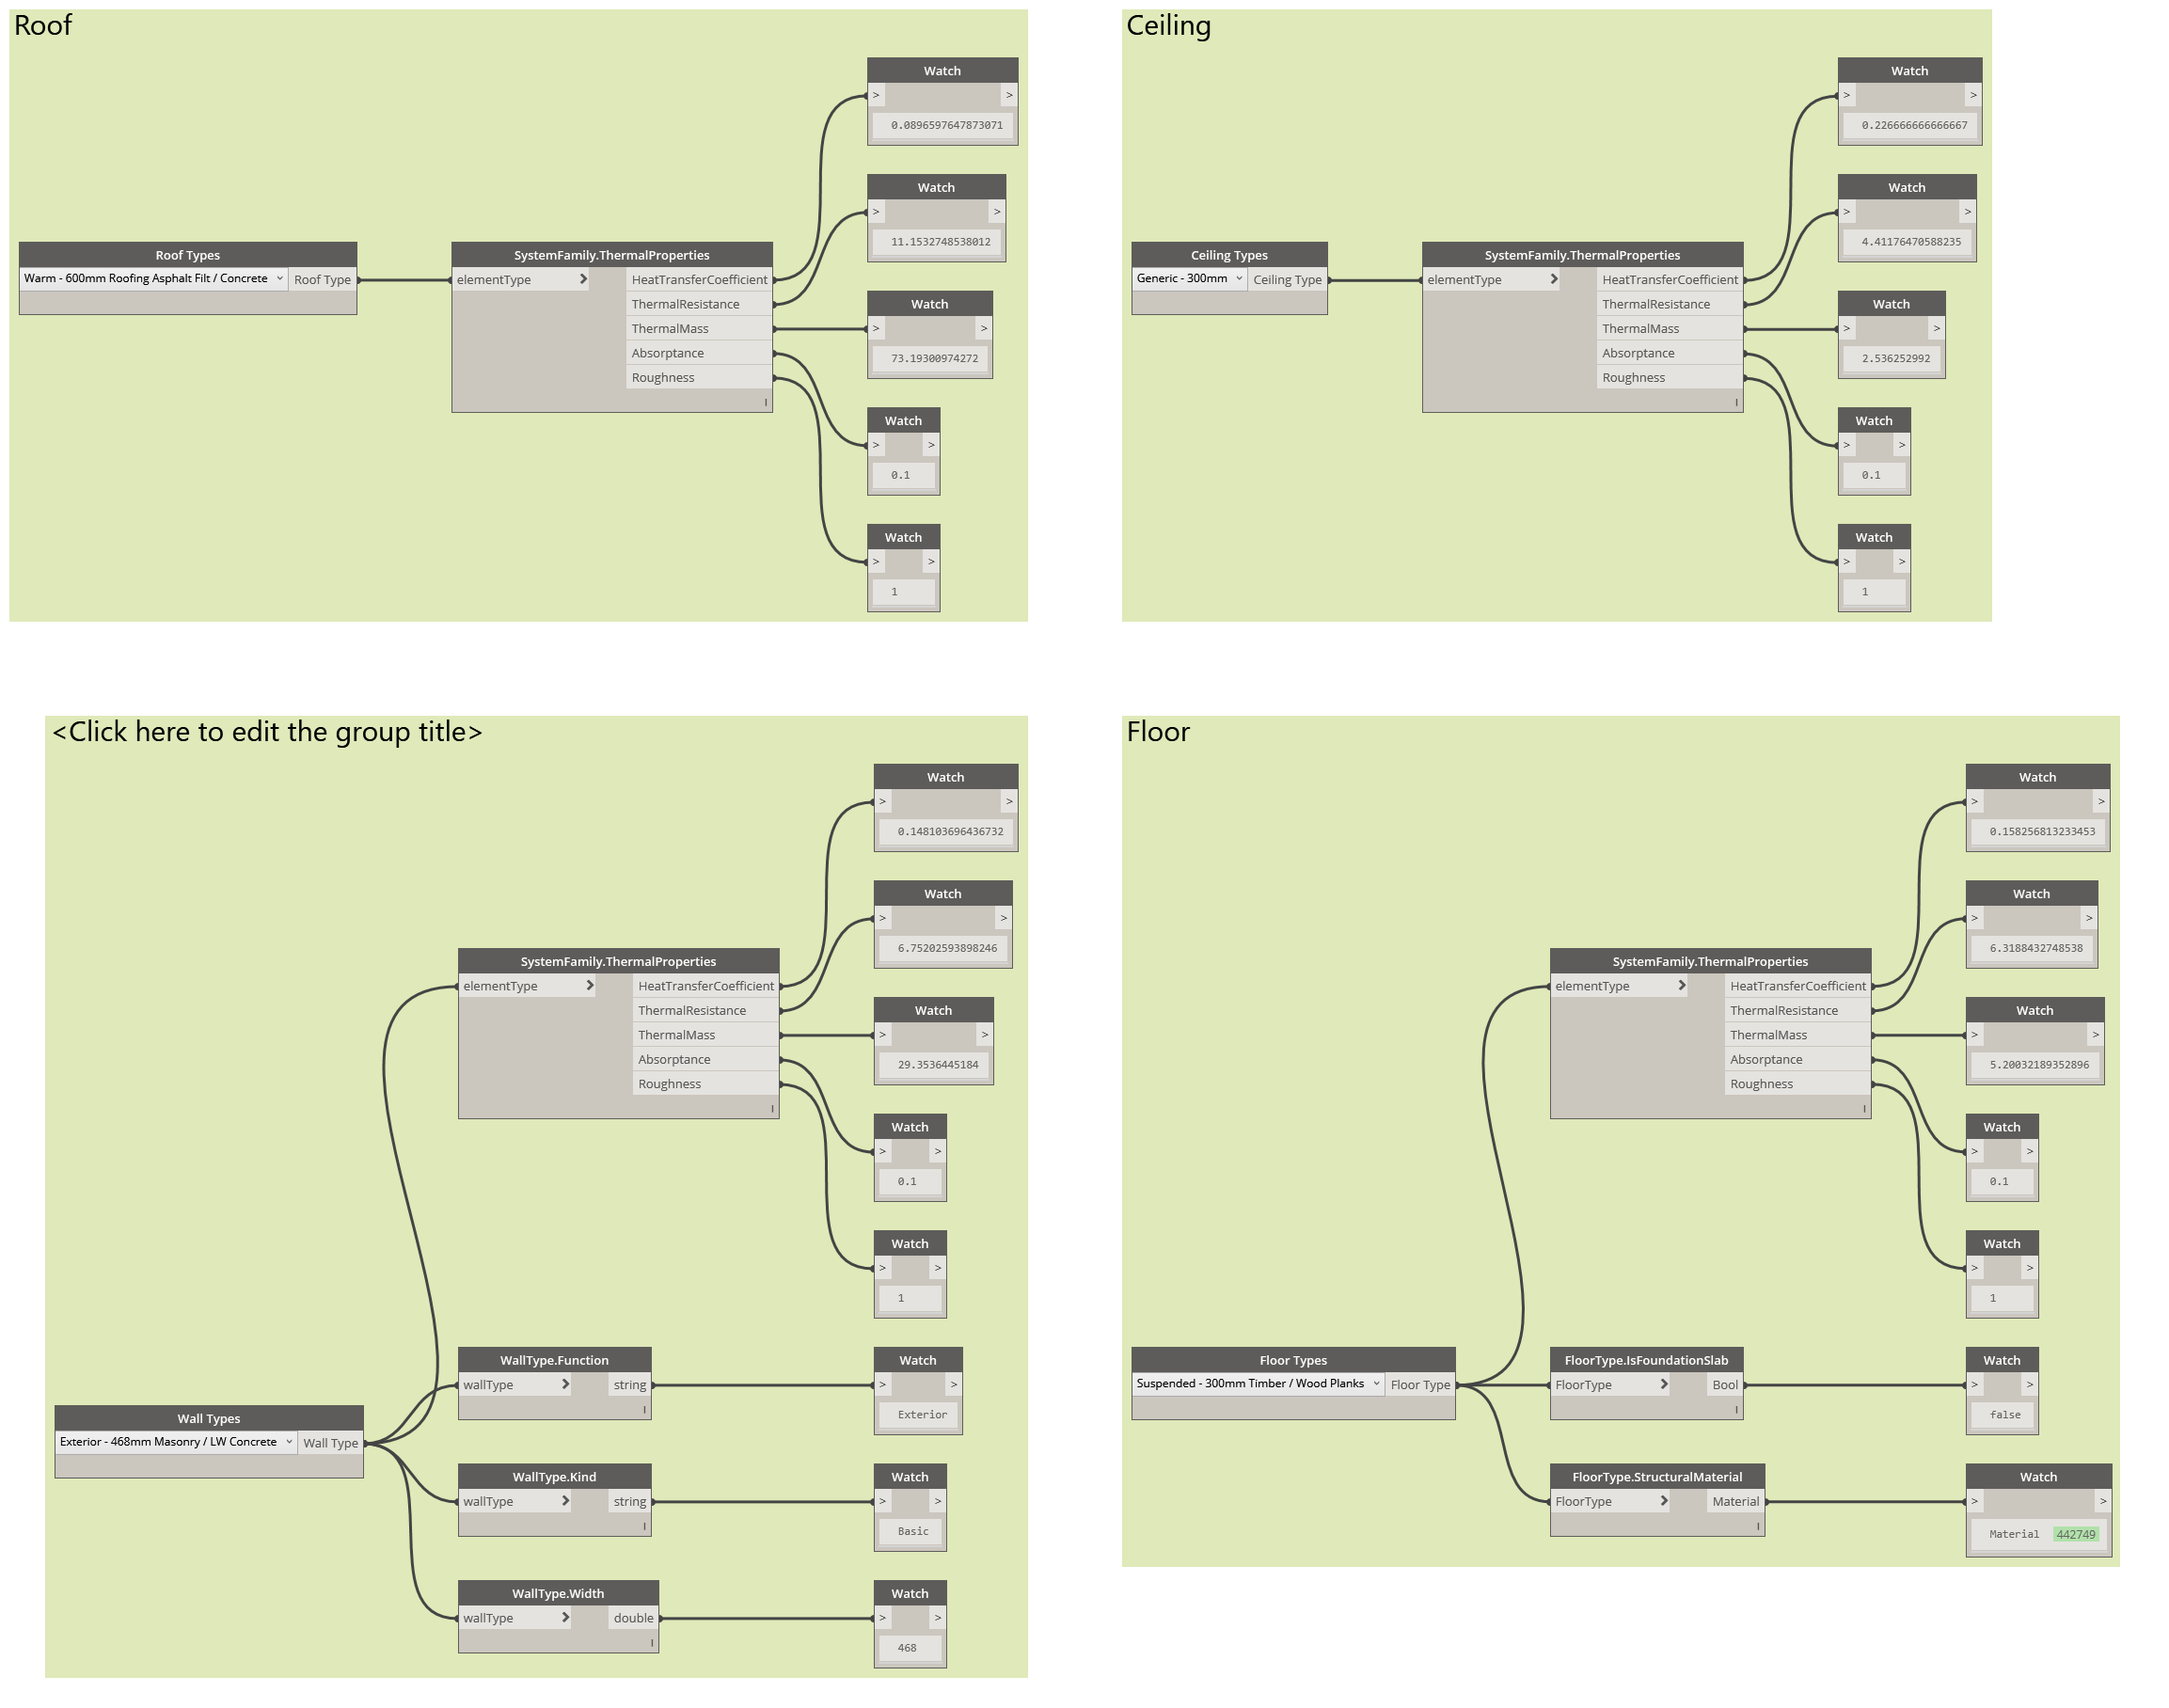 Roof
Watch
> >
0.0896597647873071
Watch
> >
11.1532748538012
Roof Types
Warm - 600mm Roofing Asphalt Filt / Concrete Roof Type
SystemFamily.ThermalProperties
elementType HeatTransferCoefficient
ThermalResistance
ThermalMass
Absorptance
Roughness
Watch
> >
73.19300974272
Watch
> >
0.1
Watch
> >
1
Ceiling
Watch
> >
0.226666666666667
Watch
> >
4.41176470588235
Ceiling Types
Generic - 300mm Ceiling Type
SystemFamily.ThermalProperties
elementType HeatTransferCoefficient
ThermalResistance
ThermalMass
Absorptance
Roughness
Watch
> >
2.536252992
Watch
> >
0.1
Watch
> >
1
<Click here to edit the group title>
Watch
> >
0.148103696436732
Watch
> >
6.75202593898246
SystemFamily.ThermalProperties
elementType HeatTransferCoefficient
ThermalResistance
ThermalMass
Absorptance
Roughness
Watch
> >
29.3536445184
Watch
> >
0.1
Watch
> >
1
Wall Types
Exterior - 468mm Masonry / LW Concrete Wall Type
WallType.Function
wallType string
Watch
> >
Exterior
WallType.Kind
wallType string
Watch
> >
Basic
WallType.Width
wallType double
Watch
> >
468
Floor
Watch
> >
0.158256813233453
Watch
> >
6.3188432748538
SystemFamily.ThermalProperties
elementType HeatTransferCoefficient
ThermalResistance
ThermalMass
Absorptance
Roughness
Watch
> >
5.20032189352896
Watch
> >
0.1
Watch
> >
1
Floor Types
Suspended - 300mm Timber / Wood Planks Floor Type
FloorType.IsFoundationSlab
FloorType Bool
Watch
> >
false
FloorType.StructuralMaterial
FloorType Material
Watch
> >
Material 442749